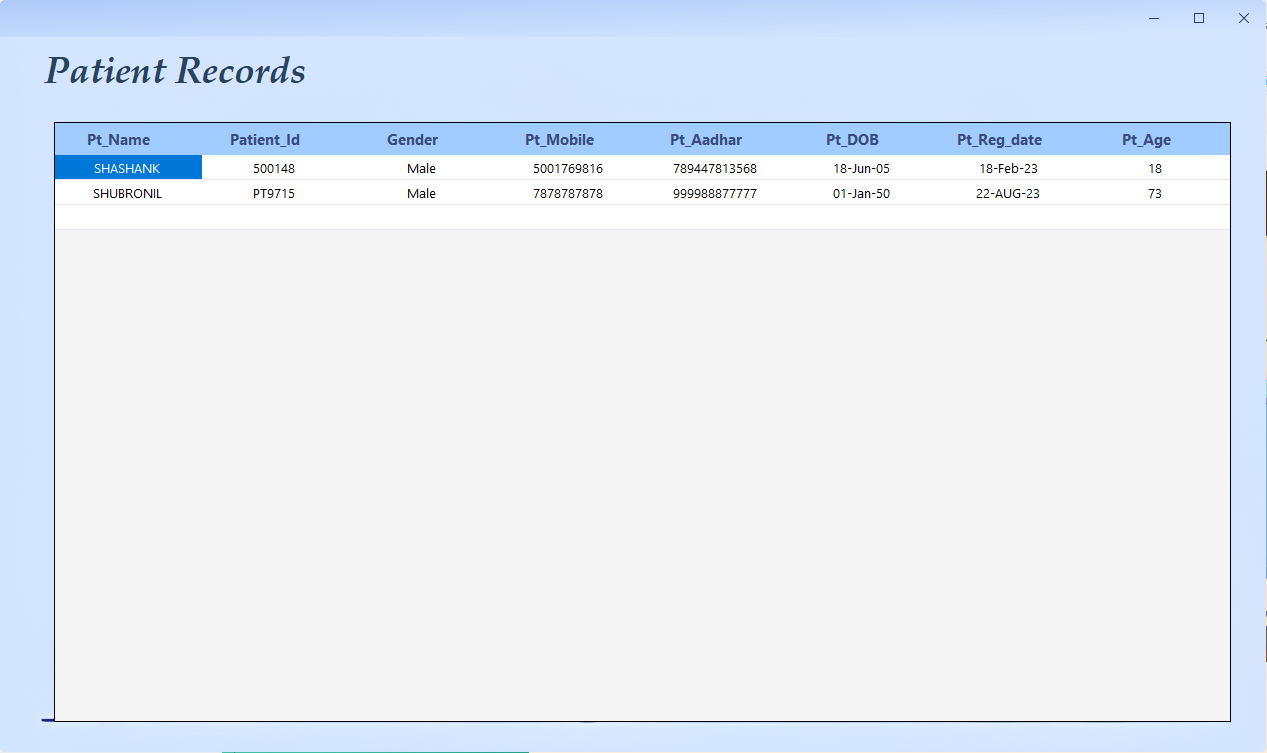 Patient Records
Pt_Name Patient_Id Gender Pt_Mobile Pt_Aadhar Pt_DOB Pt_Reg_date Pt_Age
SHASHANK 500148 Male 5001769816 789447813568 18-Jun-05 18-Feb-23 18
SHUBRONIL PT9715 Male 7878787878 999988877777 01-Jan-50 22-AUG-23 73